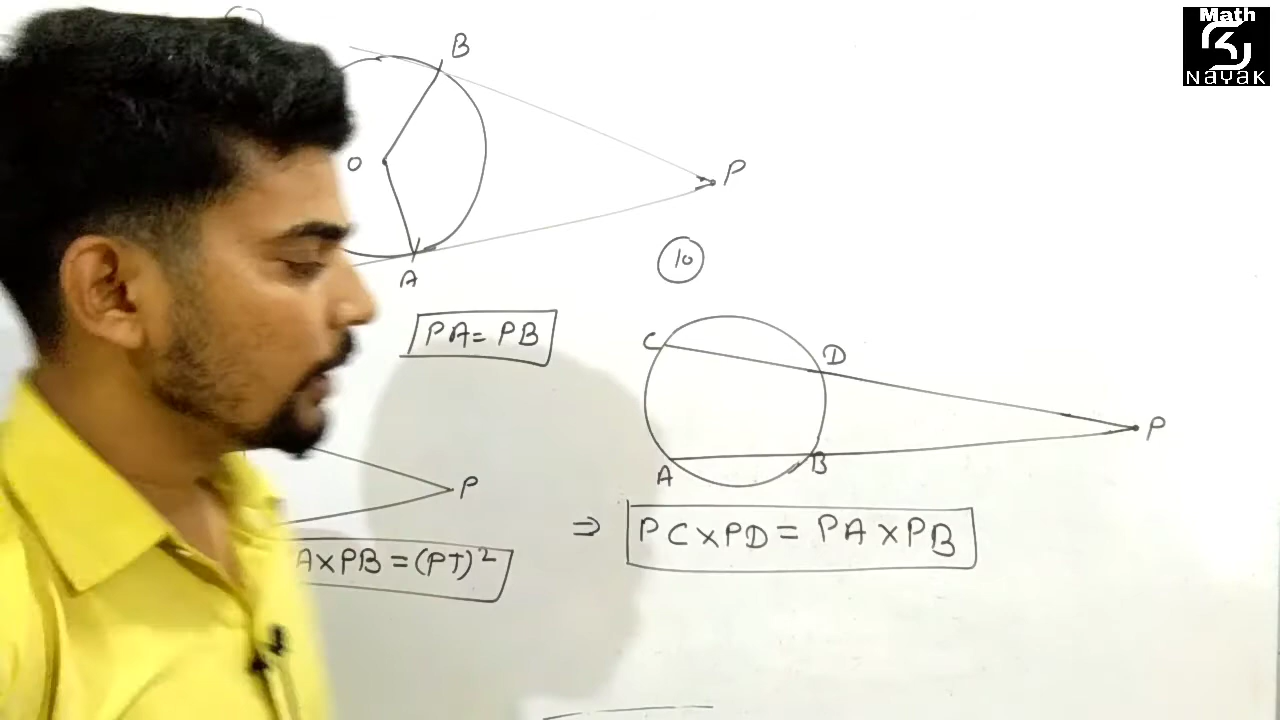 Math
NAYAK
B
O
P
A
10
PA = PB
C
D
P
A
B
P
⇒ PC × PD = PA × PB
A × PB = (PT)²